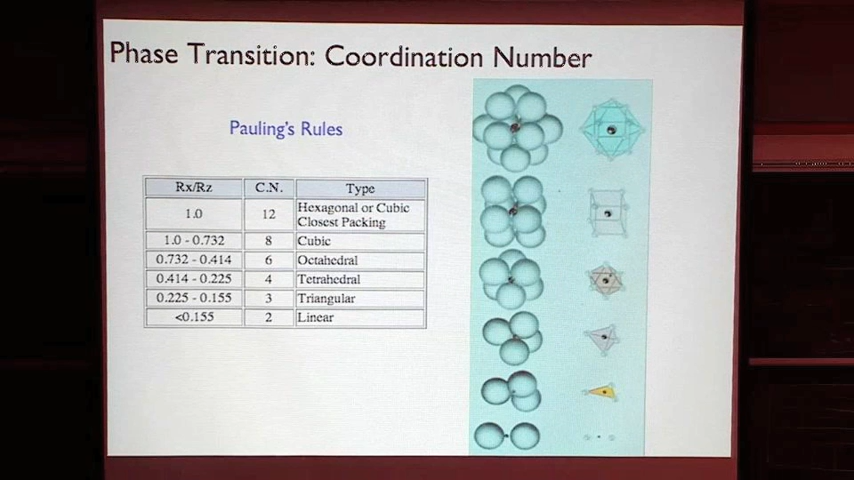 Phase Transition: Coordination Number
Pauling's Rules
Rx/Rz C.N. Type
1.0 12 Hexagonal or Cubic
Closest Packing
1.0 - 0.732 8 Cubic
0.732 - 0.414 6 Octahedral
0.414 - 0.225 4 Tetrahedral
0.225 - 0.155 3 Triangular
<0.155 2 Linear